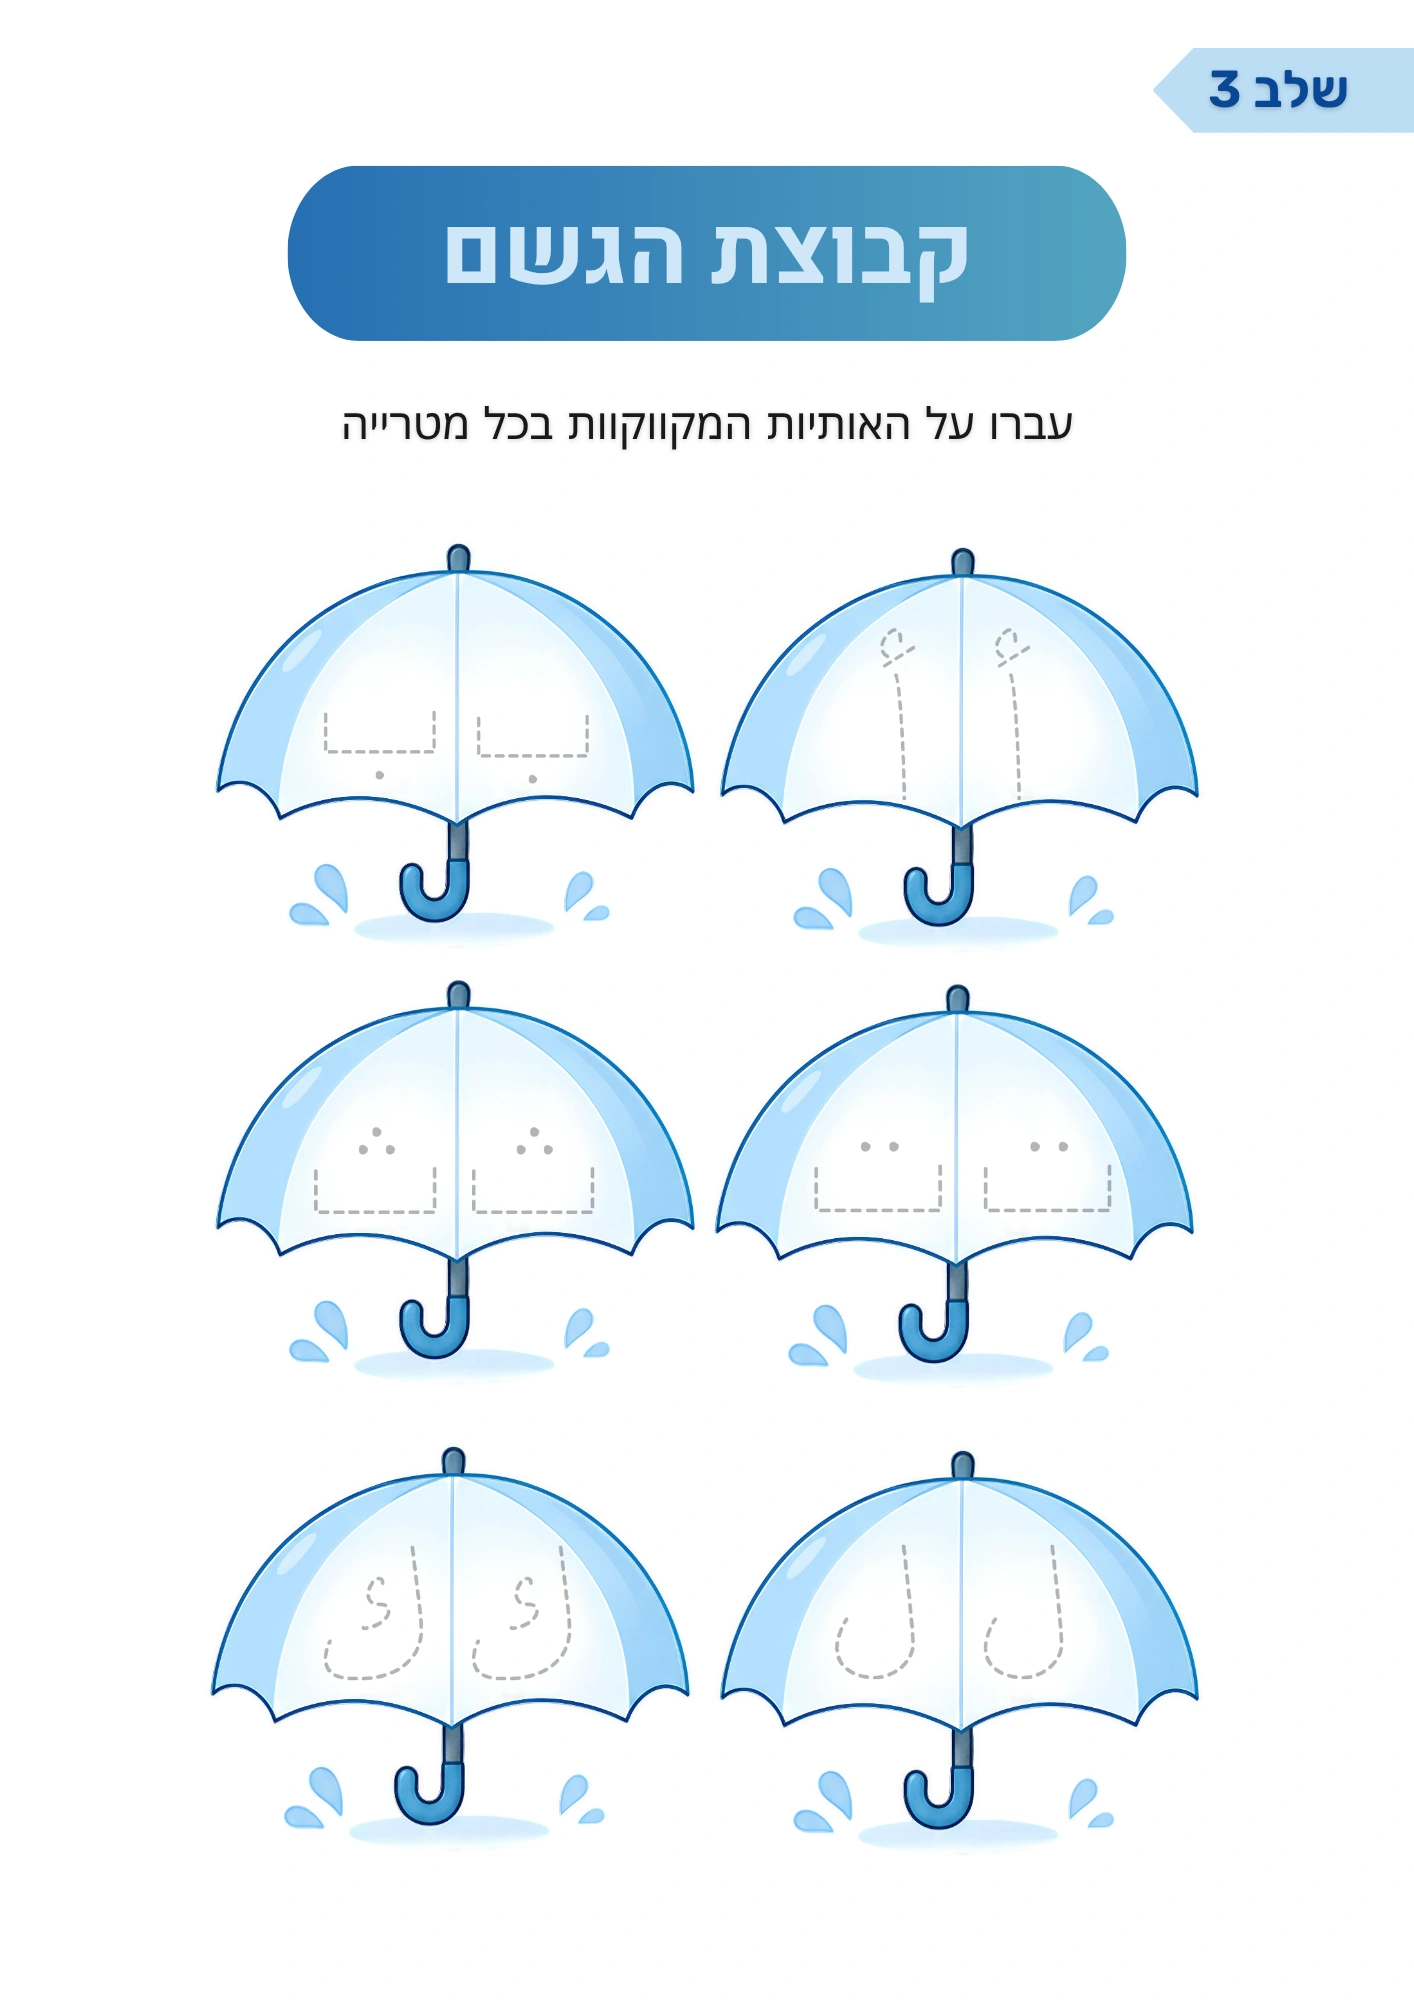 שלב 3
קבוצת הגשם
עברו על האותיות המקווקוות בכל מטרייה
أ أ
ب ب
ت ت
ث ث
ل ل
ك ك